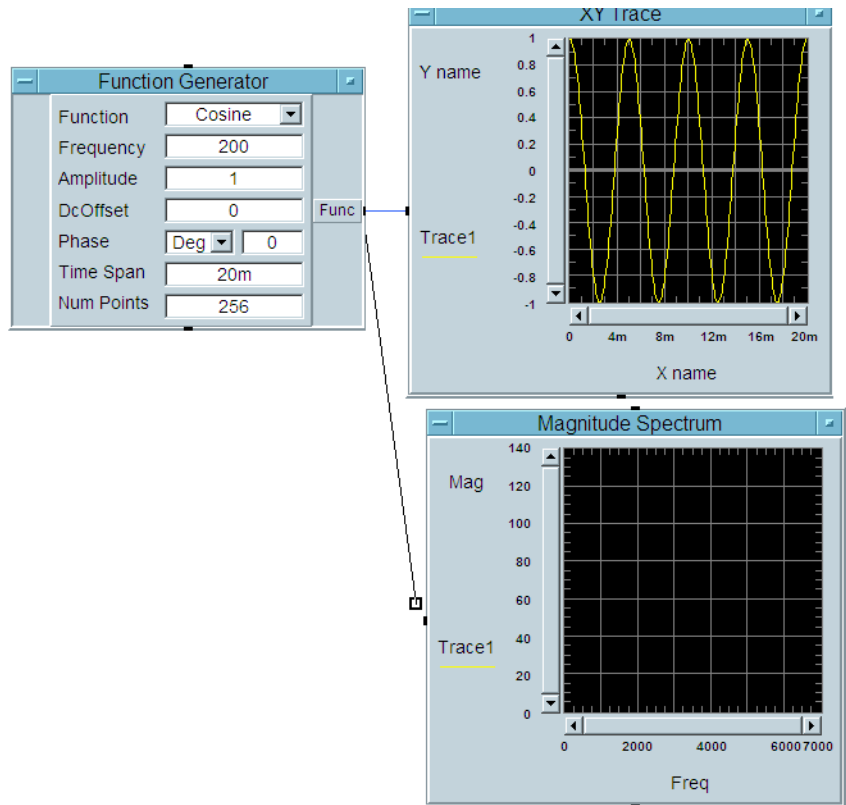 Function Generator
Function Cosine
Frequency 200
Amplitude 1
DcOffset 0
Phase Deg 0
Time Span 20m
Num Points 256
Func
XY Trace
Y name
Trace1
1
0.8
0.6
0.4
0.2
0
-0.2
-0.4
-0.6
-0.8
-1
0 4m 8m 12m 16m 20m
X name
Magnitude Spectrum
Mag
Trace1
140
120
100
80
60
40
20
0
0 2000 4000 6000 7000
Freq